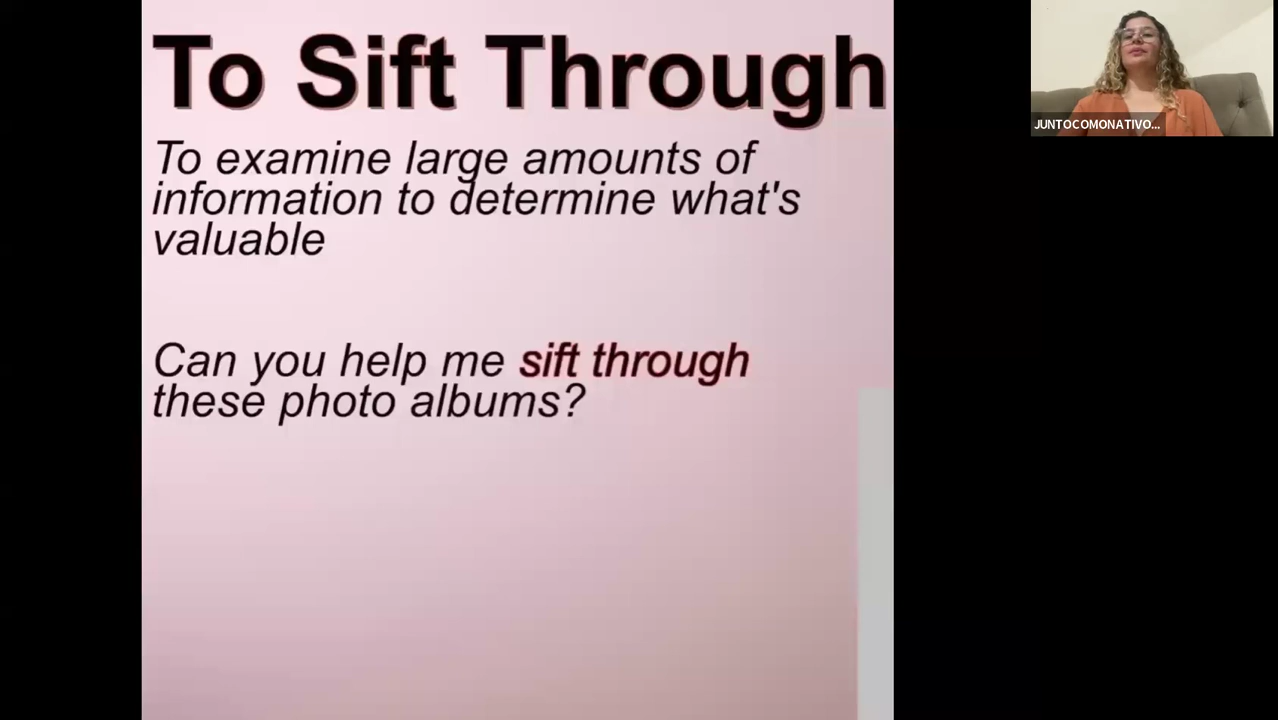 To Sift Through
To examine large amounts of
information to determine what's
valuable
Can you help me sift through
these photo albums?
JUNTOCOMONATIVO...